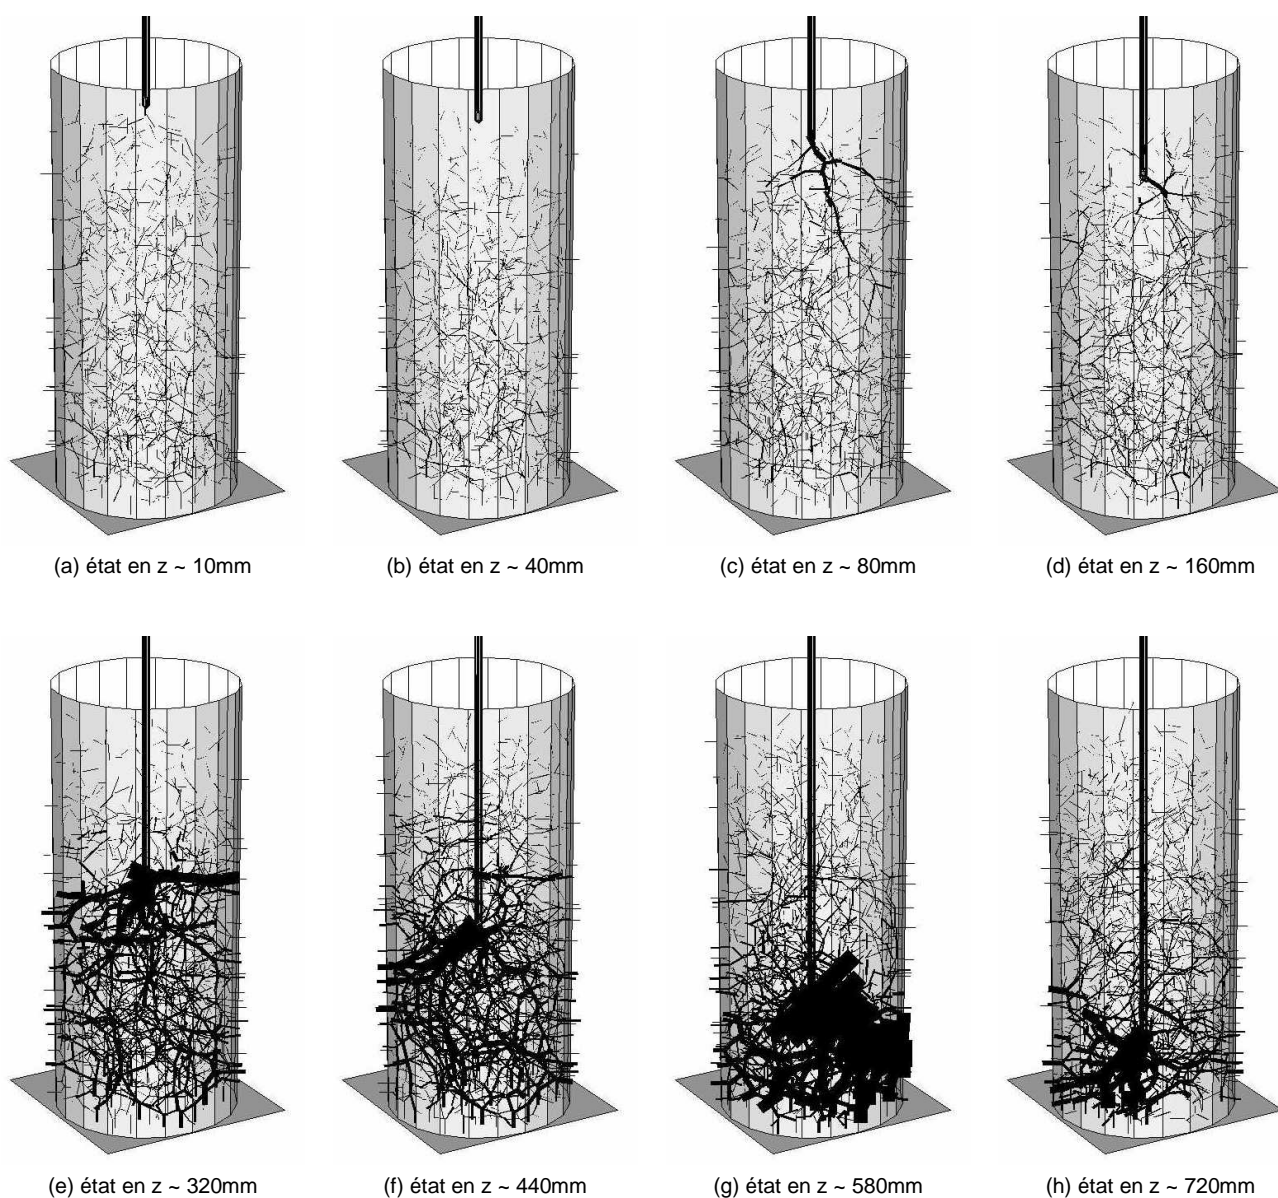 (a) état en z ~ 10mm
(b) état en z ~ 40mm
(c) état en z ~ 80mm
(d) état en z ~ 160mm
(e) état en z ~ 320mm
(f) état en z ~ 440mm
(g) état en z ~ 580mm
(h) état en z ~ 720mm